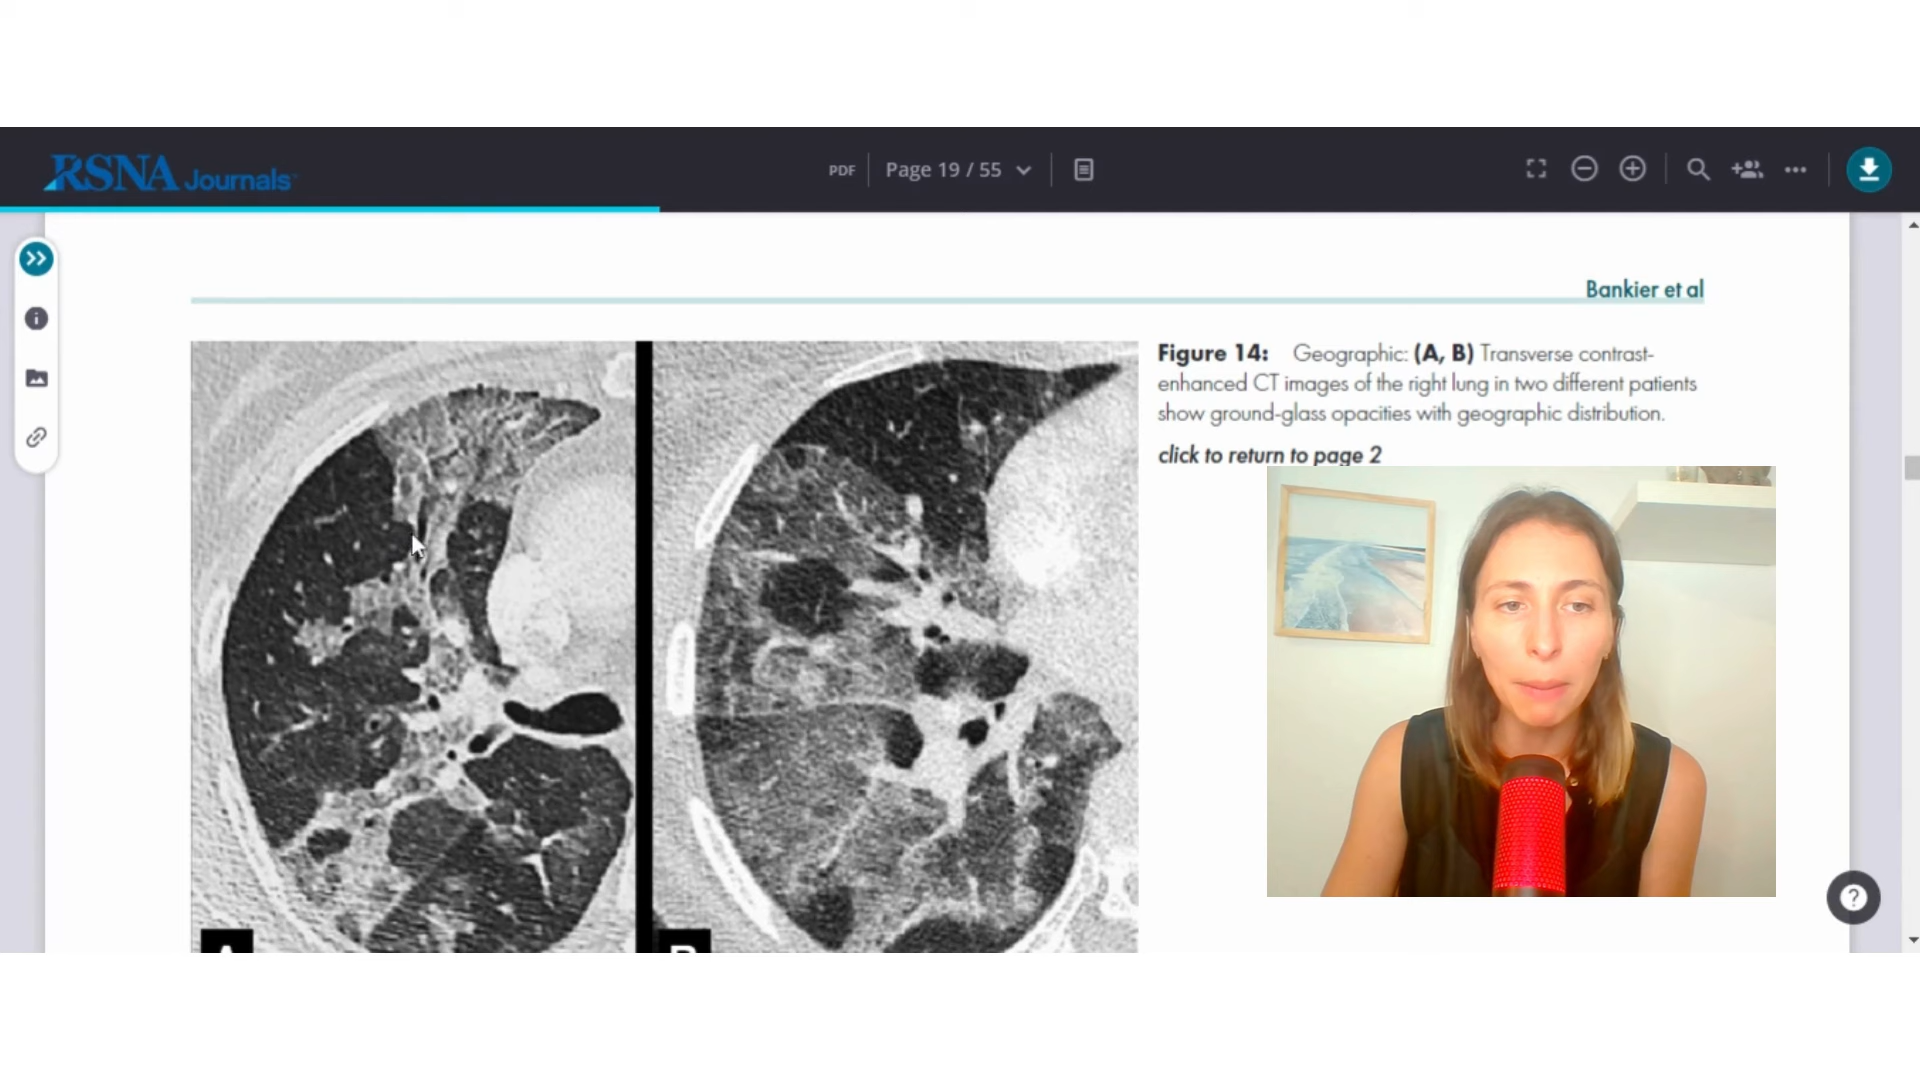 RSNA Journals
PDF Page 19 / 55
Bankier et al
Figure 14: Geographic: (A, B) Transverse contrast-
enhanced CT images of the right lung in two different patients
show ground-glass opacities with geographic distribution.
click to return to page 2